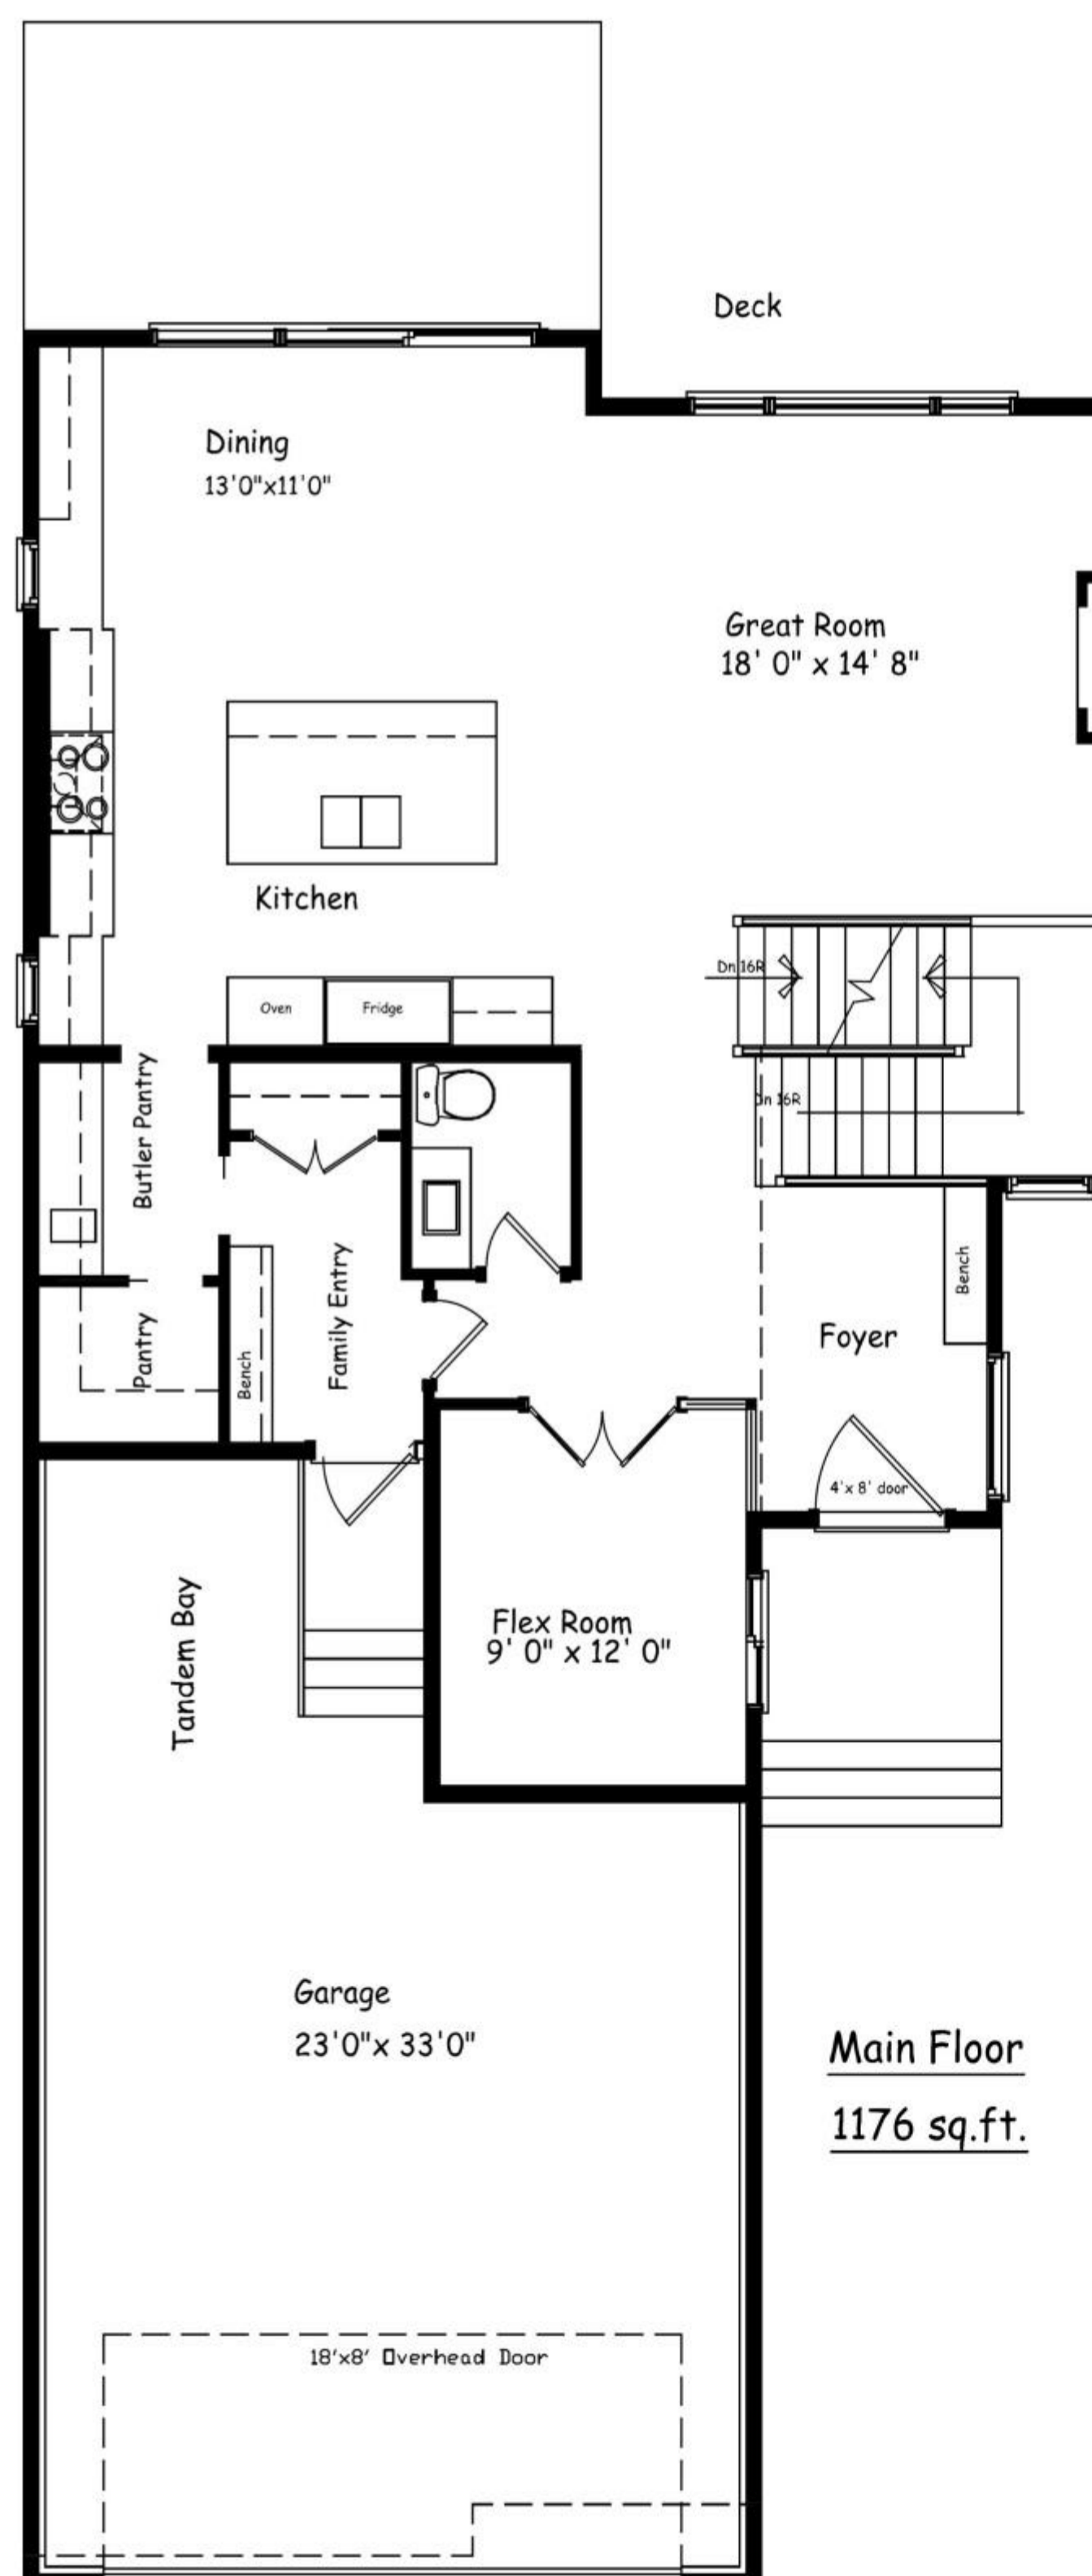 Deck
Dining
13'0"x11'0"
Great Room
18' 0" x 14' 8"
Kitchen
Dn 16R
Oven
Fridge
Butler Pantry
Dn 16R
Family Entry
Bench
Pantry
Bench
Foyer
4'x 8' door
Tandem Bay
Flex Room
9' 0" x 12' 0"
Garage
23'0"x 33'0"
Main Floor
1176 sq.ft.
18'x8' Overhead Door